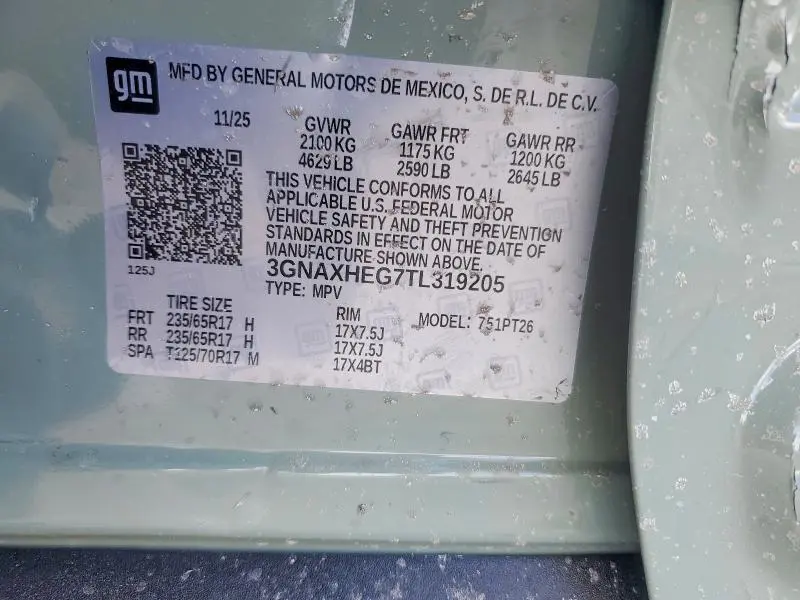 gm
MFD BY GENERAL MOTORS DE MEXICO, S. DE R.L. DE C.V.
11/25 GVWR GAWR FRT GAWR RR
2100 KG 1175 KG 1200 KG
4629 LB 2590 LB 2645 LB
THIS VEHICLE CONFORMS TO ALL
APPLICABLE U.S. FEDERAL MOTOR
VEHICLE SAFETY AND THEFT PREVENTION
STANDARDS IN EFFECT ON THE DATE OF
MANUFACTURE SHOWN ABOVE.
125J
3GNAXHEG7TL319205
TYPE: MPV
TIRE SIZE RIM MODEL: 751PT26
FRT 235/65R17 H 17X7.5J
RR 235/65R17 H 17X7.5J
SPA T125/70R17 M 17X4BT